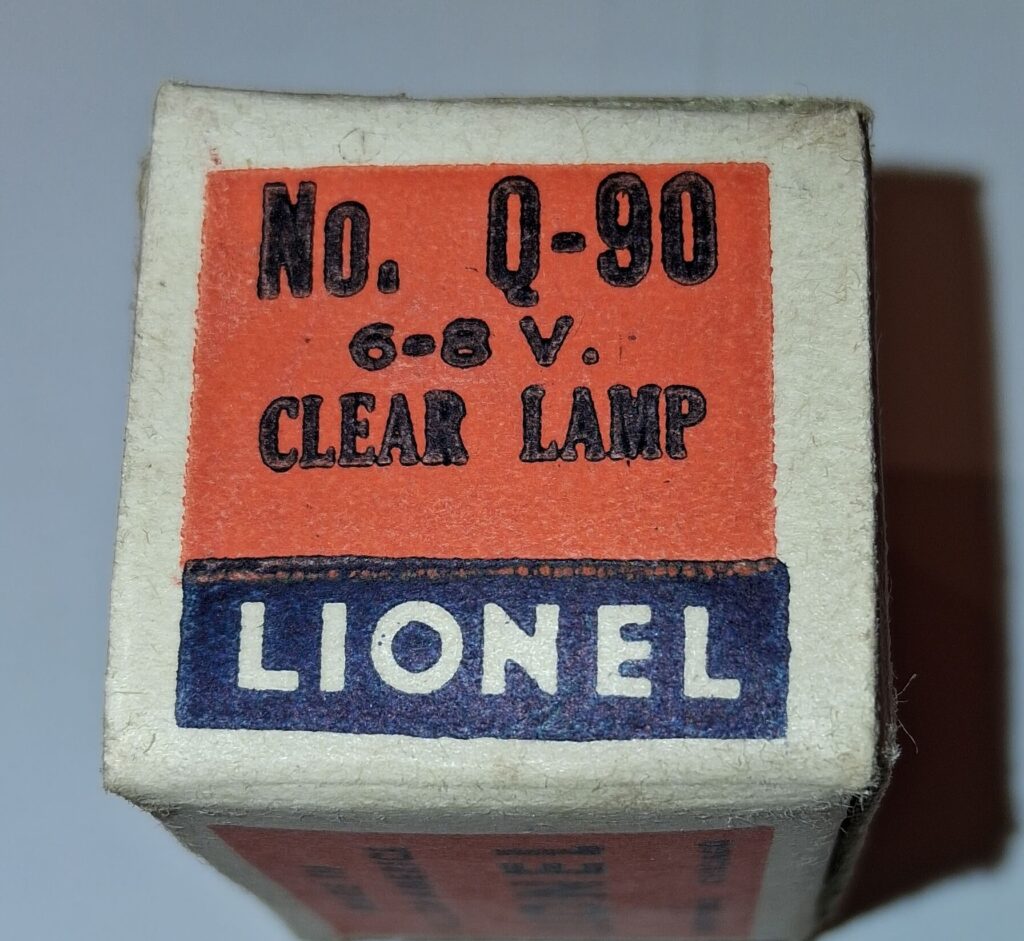 No. Q-90
6-8 V.
CLEAR LAMP
LIONEL